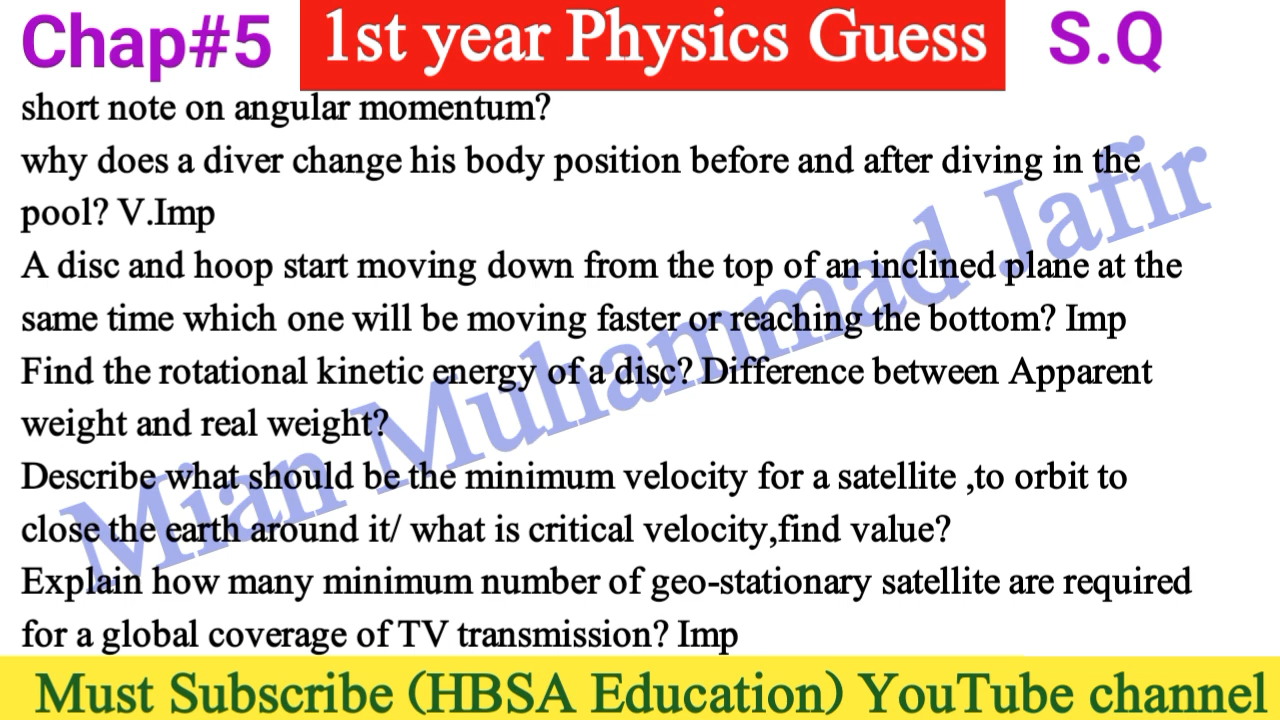 Chap#5 1st year Physics Guess S.Q
short note on angular momentum?
why does a diver change his body position before and after diving in the
pool? V.Imp
A disc and hoop start moving down from the top of an inclined plane at the
same time which one will be moving faster or reaching the bottom? Imp
Find the rotational kinetic energy of a disc? Difference between Apparent
weight and real weight?
Describe what should be the minimum velocity for a satellite ,to orbit to
close the earth around it/ what is critical velocity,find value?
Explain how many minimum number of geo-stationary satellite are required
for a global coverage of TV transmission? Imp
Mian Muhammad Jafir
Must Subscribe (HBSA Education) YouTube channel